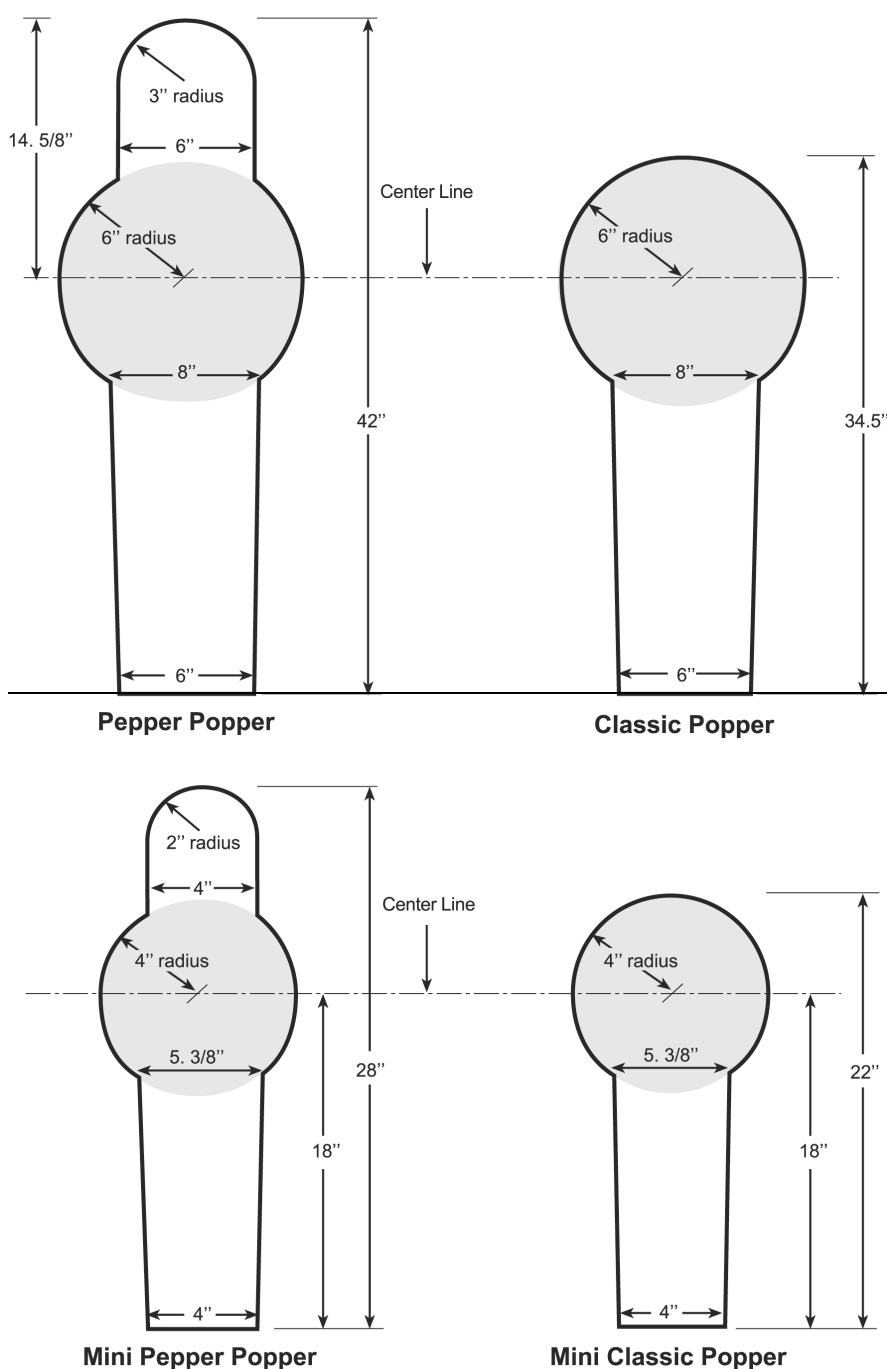 3’’ radius
14. 5/8’’
6’’
Center Line
6’’ radius
6’’ radius
8’’
8’’
42’’
34.5’’
6’’
6’’
Pepper Popper
Classic Popper
2’’ radius
4’’
Center Line
4’’ radius
4’’ radius
5. 3/8’’
5. 3/8’’
28’’
22’’
18’’
18’’
4’’
4’’
Mini Pepper Popper
Mini Classic Popper